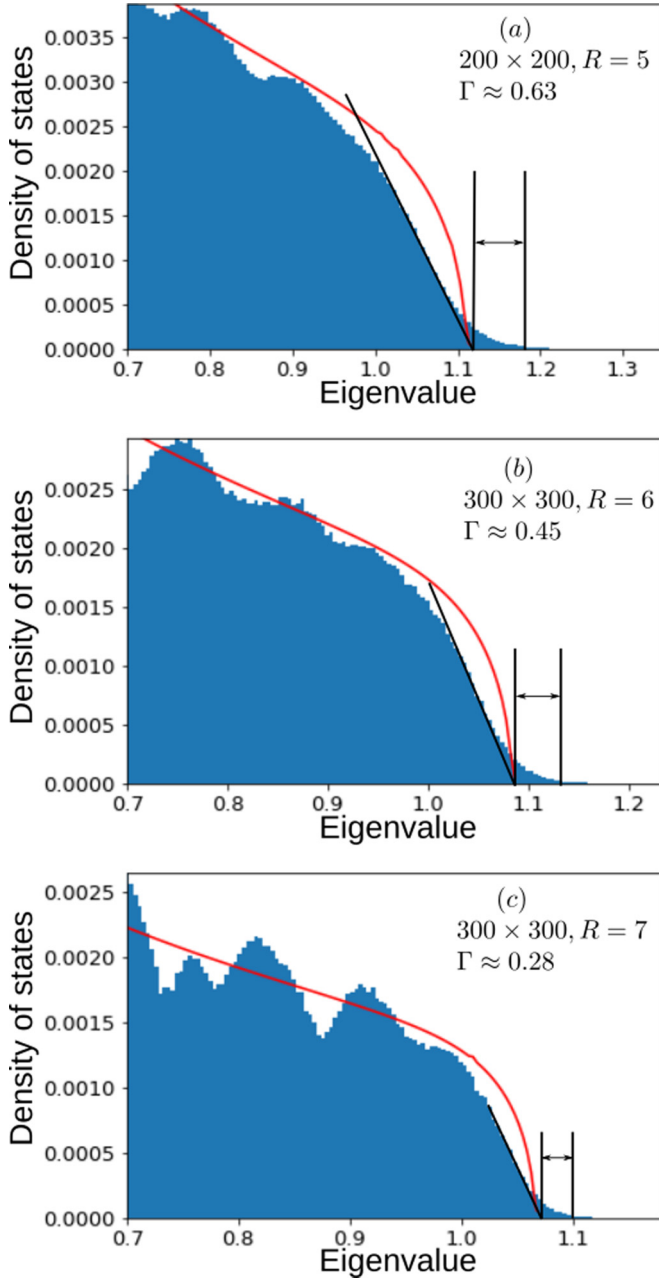 (a)
200 × 200, R = 5
Γ ≈ 0.63
Density of states
0.0035
0.0030
0.0025
0.0020
0.0015
0.0010
0.0005
0.0000
0.7 0.8 0.9 1.0 1.1 1.2 1.3
Eigenvalue
(b)
300 × 300, R = 6
Γ ≈ 0.45
Density of states
0.0025
0.0020
0.0015
0.0010
0.0005
0.0000
0.7 0.8 0.9 1.0 1.1 1.2
Eigenvalue
(c)
300 × 300, R = 7
Γ ≈ 0.28
Density of states
0.0025
0.0020
0.0015
0.0010
0.0005
0.0000
0.7 0.8 0.9 1.0 1.1
Eigenvalue